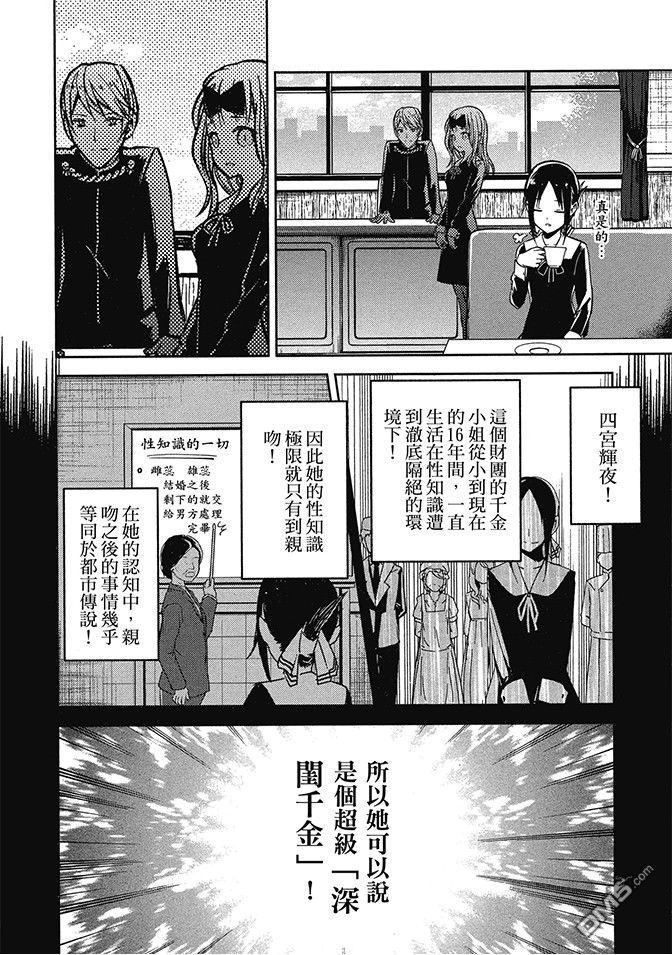 真是的…
四宮輝夜！
這個財團的千金
小姐從小到現在
的16年間，一直
生活在性知識遭
到澈底隔絕的環
境下！
因此她的性知識
極限就只有到親
吻！
性知識的一切
雌蕊 雄蕊
結婚之後
剩下的就交
給男方處理
完畢
在她的認知中，親
吻之後的事情幾乎
等同於都市傳說！
所以她可以說
是個超級「深
閨千金」！
DM5.com